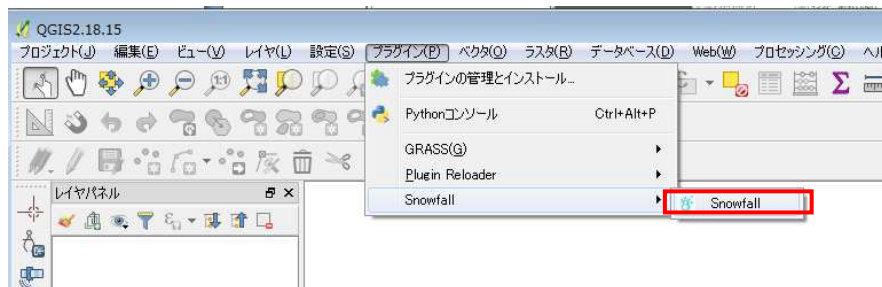 QGIS2.18.15
プロジェクト(J) 編集(E) ビュー(V) レイヤ(L) 設定(S) プラグイン(P) ベクタ(O) ラスタ(R) データベース(D) Web(W) プロセッシング(C)
プラグインの管理とインストール...
Pythonコンソール Ctrl+Alt+P
GRASS(G)
Plugin Reloader
Snowfall
Snowfall
レイヤパネル